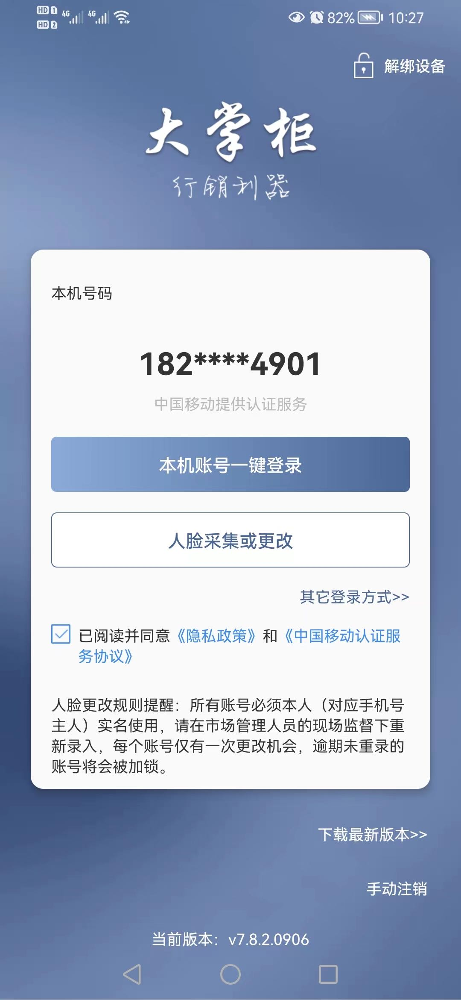 HD 1 4G 4G 82% 10:27
HD 2
解绑设备
大掌柜
行销利器
本机号码
182****4901
中国移动提供认证服务
本机账号一键登录
人脸采集或更改
其它登录方式>>
已阅读并同意《隐私政策》和《中国移动认证服
务协议》
人脸更改规则提醒：所有账号必须本人（对应手机号
主人）实名使用，请在市场管理人员的现场监督下重
新录入，每个账号仅有一次更改机会，逾期未重录的
账号将会被加锁。
下载最新版本>>
手动注销
当前版本：v7.8.2.0906